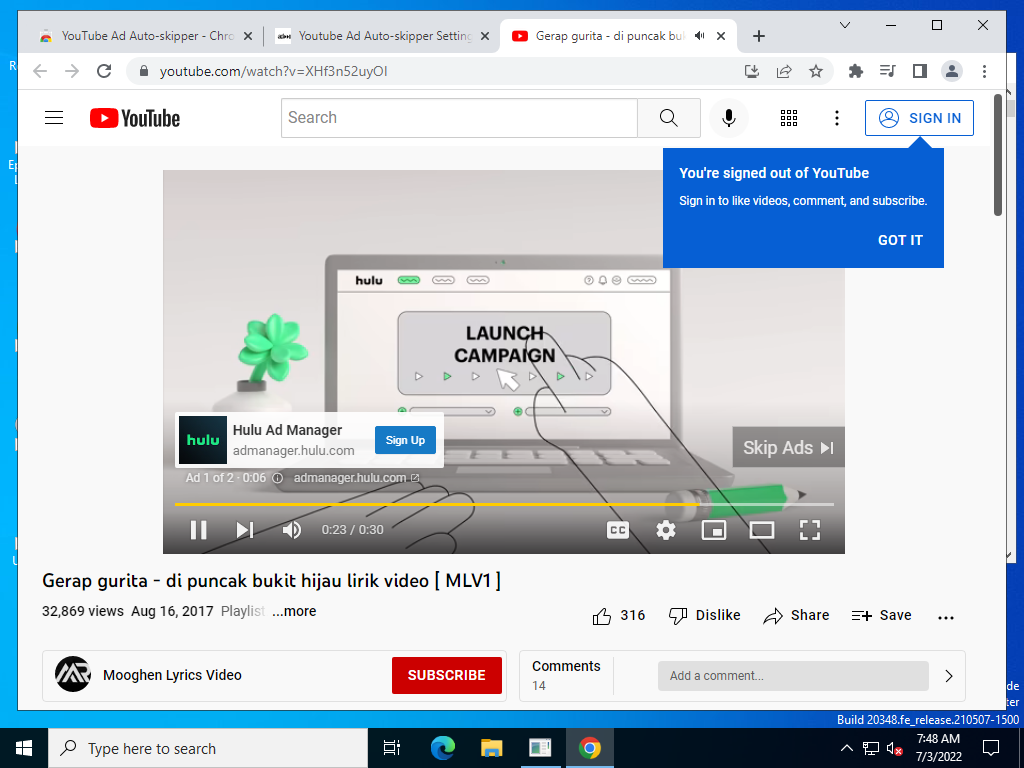 YouTube Ad Auto-skipper - Chro
Youtube Ad Auto-skipper Setting
Gerap gurita - di puncak buk
youtube.com/watch?v=XHf3n52uyOI
YouTube
Search
SIGN IN
You're signed out of YouTube
Sign in to like videos, comment, and subscribe.
GOT IT
hulu
LAUNCH
CAMPAIGN
hulu
Hulu Ad Manager
admanager.hulu.com
Sign Up
Skip Ads
Ad 1 of 2 · 0:06
admanager.hulu.com
0:23 / 0:30
CC
Gerap gurita - di puncak bukit hijau lirik video [ MLV1 ]
32,869 views Aug 16, 2017 Playlist ...more
316
Dislike
Share
Save
Mooghen Lyrics Video
SUBSCRIBE
Comments
14
Add a comment...
Build 20348.fe_release.210507-1500
Type here to search
7:48 AM
7/3/2022